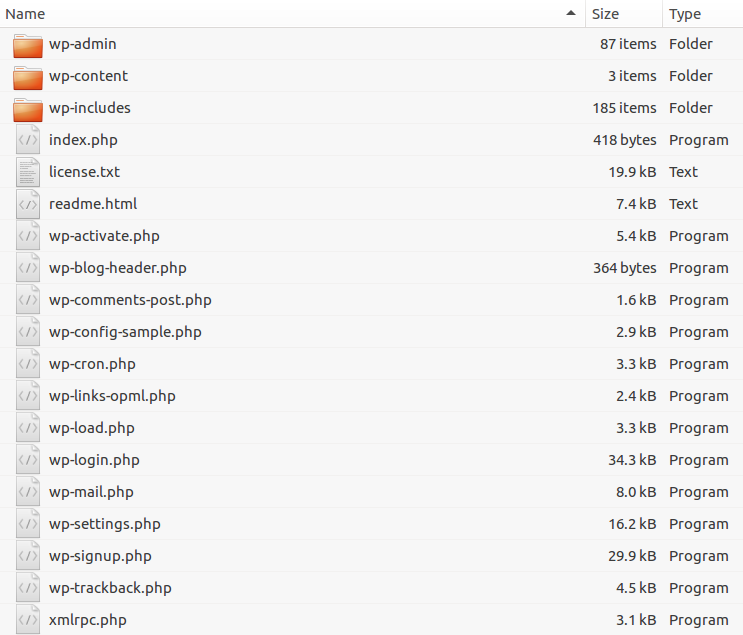 Name Size Type
wp-admin 87 items Folder
wp-content 3 items Folder
wp-includes 185 items Folder
index.php 418 bytes Program
license.txt 19.9 kB Text
readme.html 7.4 kB Text
wp-activate.php 5.4 kB Program
wp-blog-header.php 364 bytes Program
wp-comments-post.php 1.6 kB Program
wp-config-sample.php 2.9 kB Program
wp-cron.php 3.3 kB Program
wp-links-opml.php 2.4 kB Program
wp-load.php 3.3 kB Program
wp-login.php 34.3 kB Program
wp-mail.php 8.0 kB Program
wp-settings.php 16.2 kB Program
wp-signup.php 29.9 kB Program
wp-trackback.php 4.5 kB Program
xmlrpc.php 3.1 kB Program